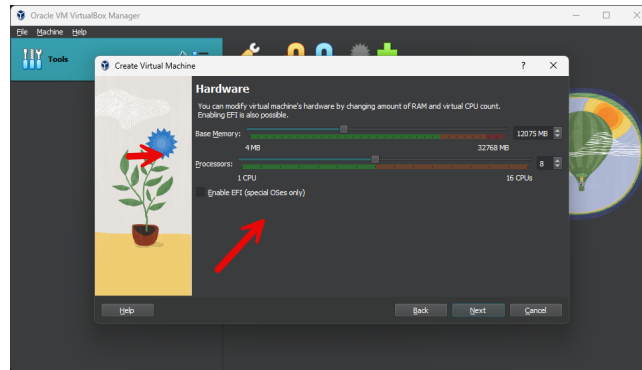 Oracle VM VirtualBox Manager
File Machine Help
Tools
Create Virtual Machine
Hardware
You can modify virtual machine's hardware by changing amount of RAM and virtual CPU count.
Enabling EFI is also possible.
Base Memory:
12075 MB
4 MB
32768 MB
Processors:
8
1 CPU
16 CPUs
Enable EFI (special OSes only)
Help
Back
Next
Cancel